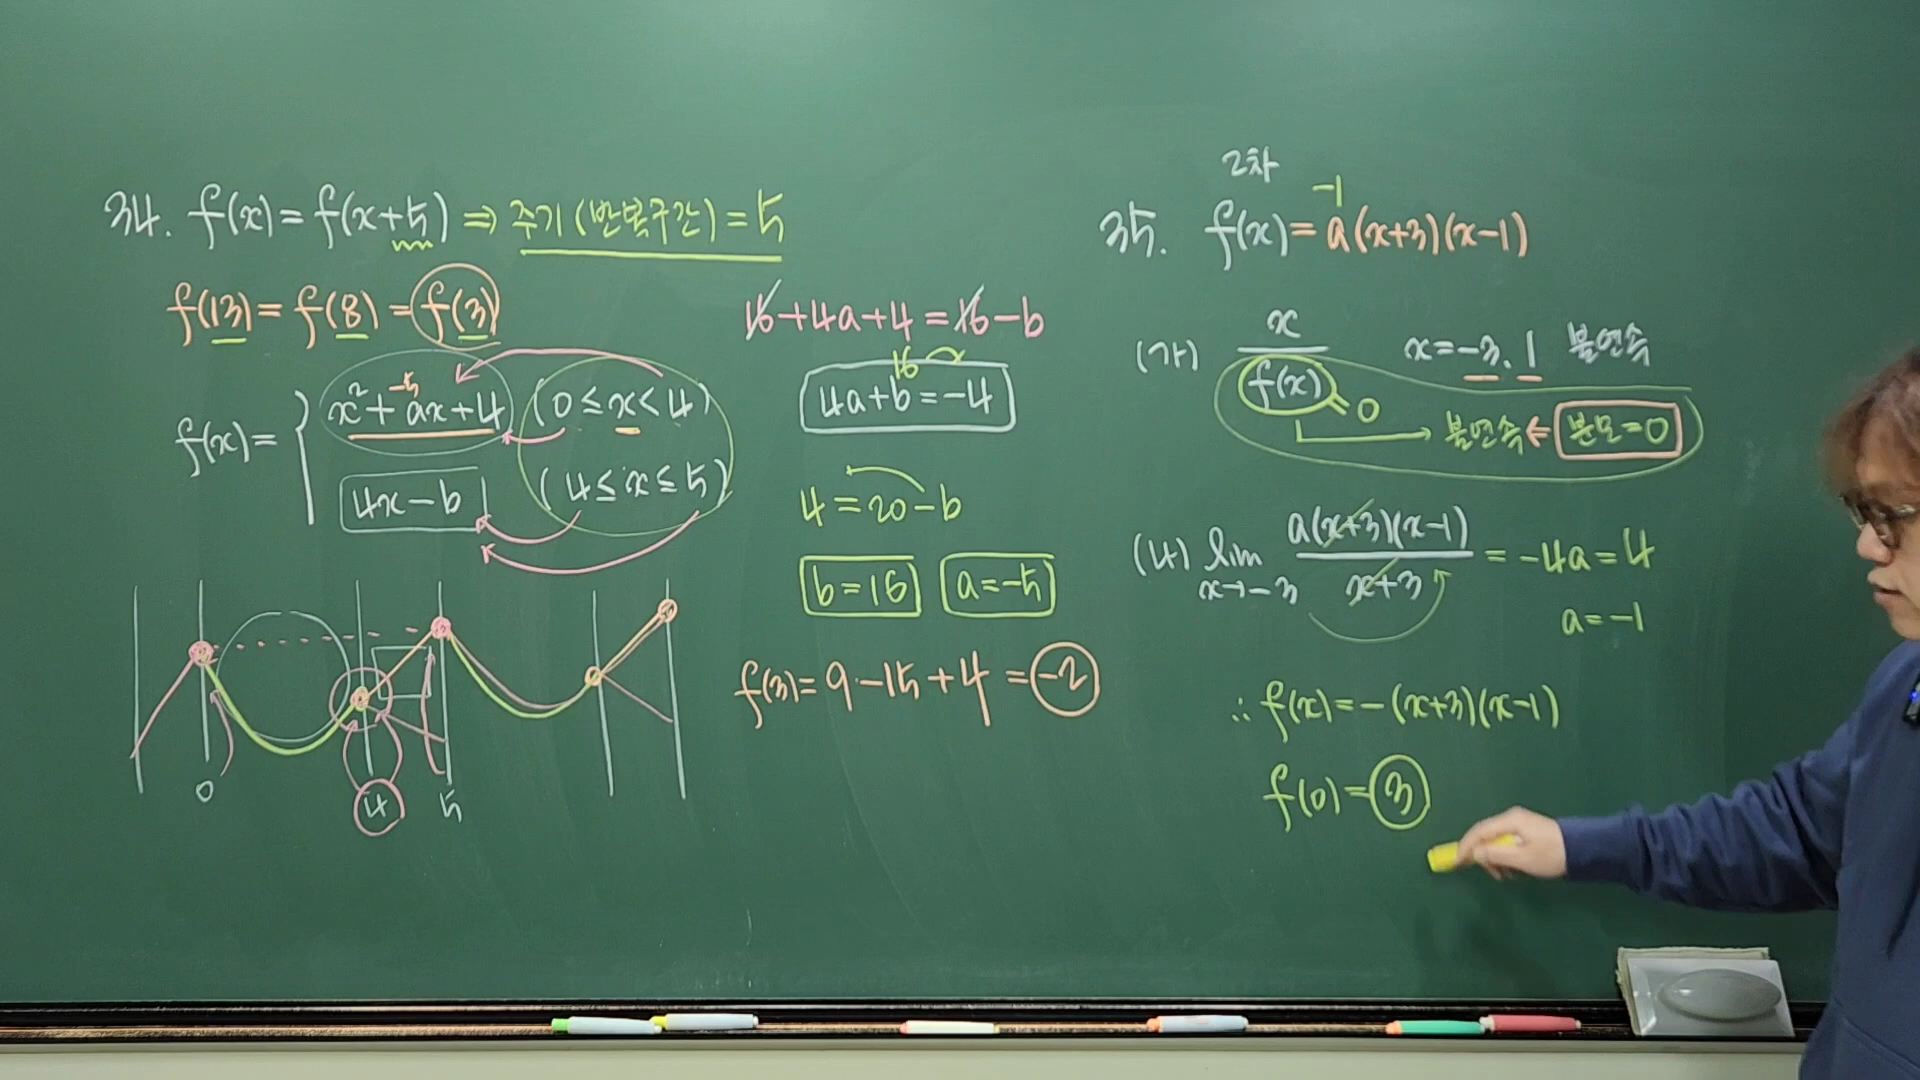 34. f(x) = f(x+5) ⇒ 주기(반복구간) = 5
f(13) = f(8) = f(3)
f(x) = { x²+ax+4 (0 ≤ x < 4)
-5
4x-b (4 ≤ x ≤ 5)
0 4 5
16+4a+4 = 16-b
16
4a+b = -4
4 = 20-b
b=16 a=-5
f(3) = 9-15+4 = -2
2차
-1
35. f(x) = a(x+3)(x-1)
(가) x/f(x) x = -3, 1 불연속
≠0 → 불연속 ⇐ 분모=0
(나) lim x→-3 a(x+3)(x-1)/x+3 = -4a = 4
a = -1
∴ f(x) = -(x+3)(x-1)
f(0) = 3